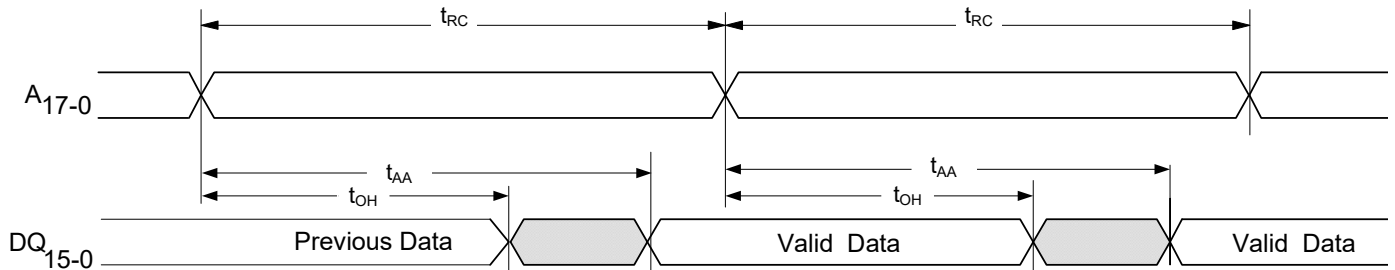 tRC tRC
A17-0
tAA tAA
tOH tOH
DQ15-0 Previous Data Valid Data Valid Data